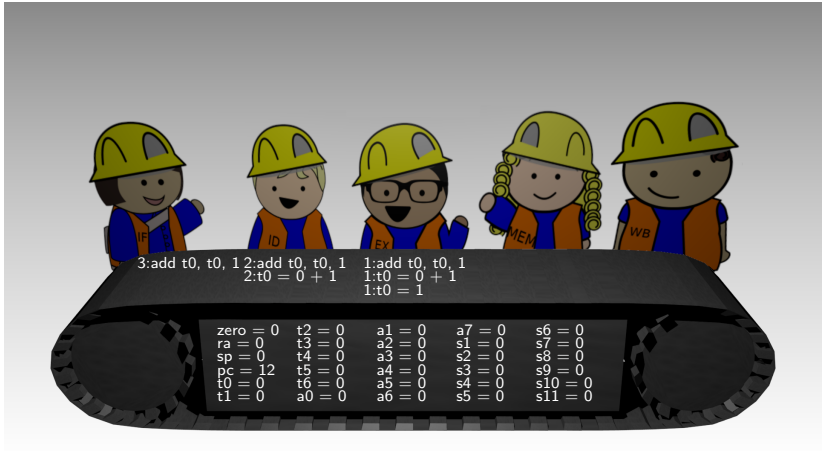 IF
ID
EX
MEM
WB
3:add t0, t0, 1
2:add t0, t0, 1
2:t0 = 0 + 1
1:add t0, t0, 1
1:t0 = 0 + 1
1:t0 = 1
zero = 0 t2 = 0 a1 = 0 a7 = 0 s6 = 0
ra = 0 t3 = 0 a2 = 0 s1 = 0 s7 = 0
sp = 0 t4 = 0 a3 = 0 s2 = 0 s8 = 0
pc = 12 t5 = 0 a4 = 0 s3 = 0 s9 = 0
t0 = 0 t6 = 0 a5 = 0 s4 = 0 s10 = 0
t1 = 0 a0 = 0 a6 = 0 s5 = 0 s11 = 0